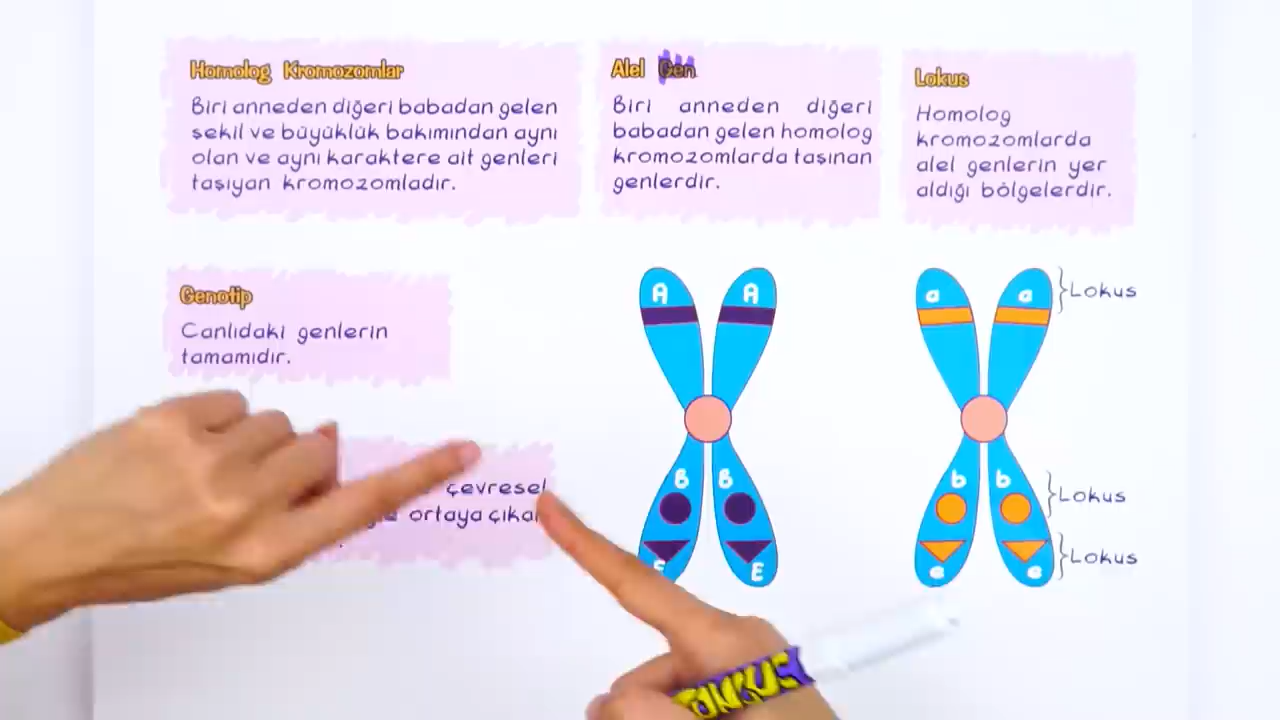 Homolog Kromozomlar
Biri anneden diğeri babadan gelen
şekil ve büyüklük bakımından aynı
olan ve aynı karaktere ait genleri
taşıyan kromozomladır.
Alel Gen
Biri anneden diğeri
babadan gelen homolog
kromozomlarda taşınan
genlerdir.
Lokus
Homolog
kromozomlarda
alel genlerin yer
aldığı bölgelerdir.
Genotip
Canlıdaki genlerin
tamamıdır.
çevresel
ortaya çıkan
A A
B B
E E
a a
b b
e e
Lokus
Lokus
Lokus